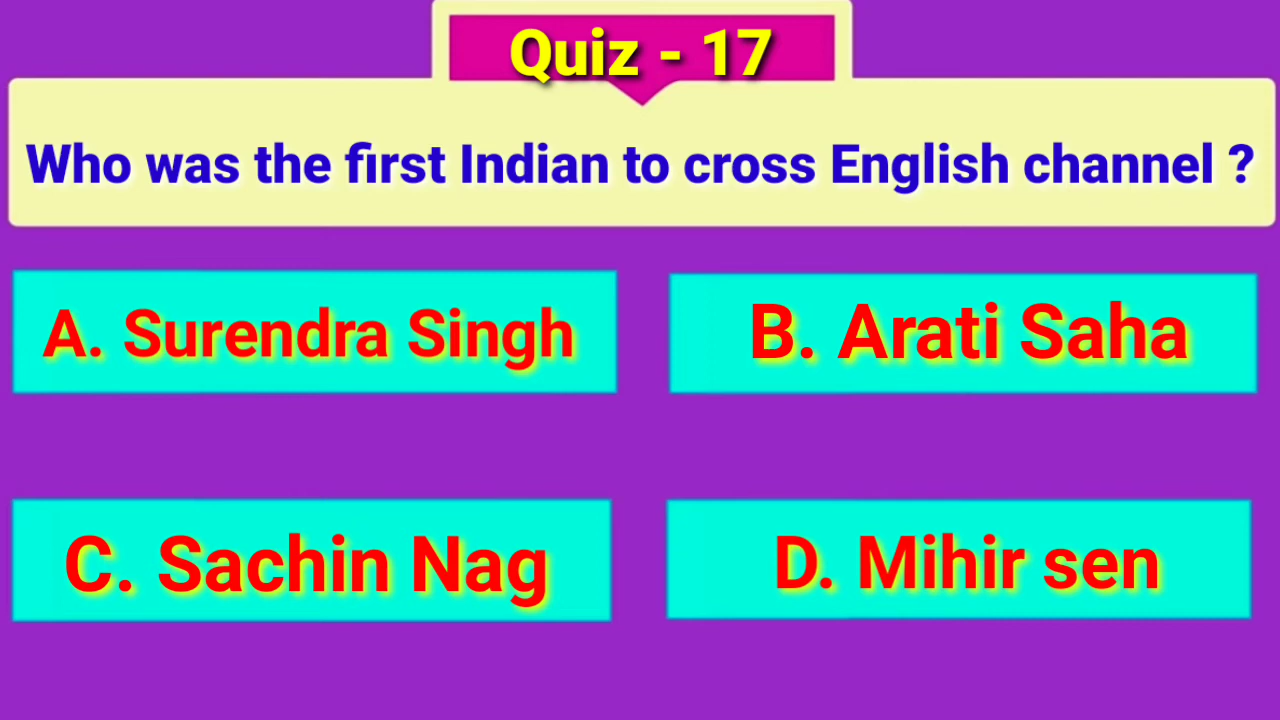 Quiz - 17
Who was the first Indian to cross English channel ?
A. Surendra Singh
B. Arati Saha
C. Sachin Nag
D. Mihir sen